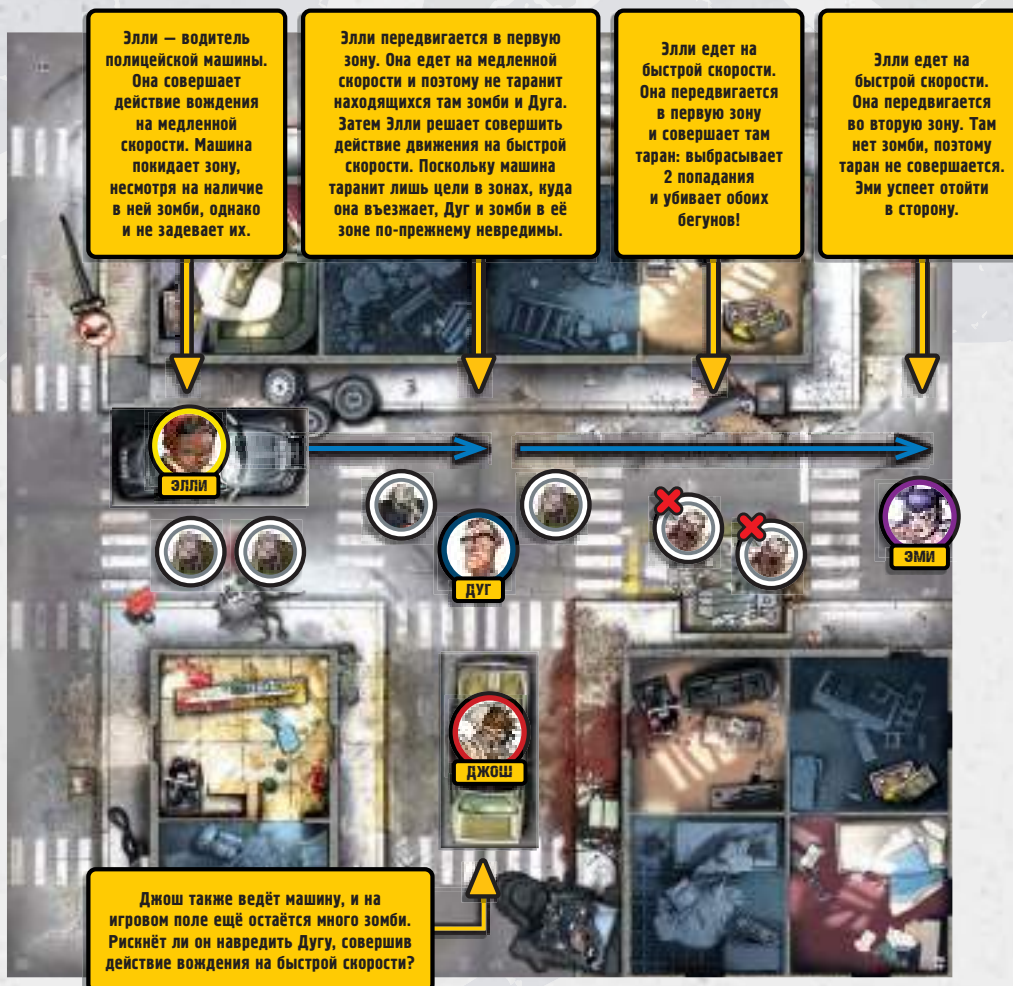 Элли — водитель
полицейской машины.
Она совершает
действие вождения
на медленной
скорости. Машина
покидает зону,
несмотря на наличие
в ней зомби, однако
и не задевает их.
Элли передвигается в первую
зону. Она едет на медленной
скорости и поэтому не таранит
находящихся там зомби и Дуга.
Затем Элли решает совершить
действие движения на быстрой
скорости. Поскольку машина
таранит лишь цели в зонах, куда
она въезжает, Дуг и зомби в её
зоне по-прежнему невредимы.
Элли едет на
быстрой скорости.
Она передвигается
в первую зону
и совершает там
таран: выбрасывает
2 попадания
и убивает обоих
бегунов!
Элли едет на
быстрой скорости.
Она передвигается
во вторую зону. Там
нет зомби, поэтому
таран не совершается.
Эми успеет отойти
в сторону.
ЭЛЛИ
ДУГ
ЭМИ
ДЖОШ
Джош также ведёт машину, и на
игровом поле ещё остаётся много зомби.
Рискнёт ли он навредить Дугу, совершив
действие вождения на быстрой скорости?